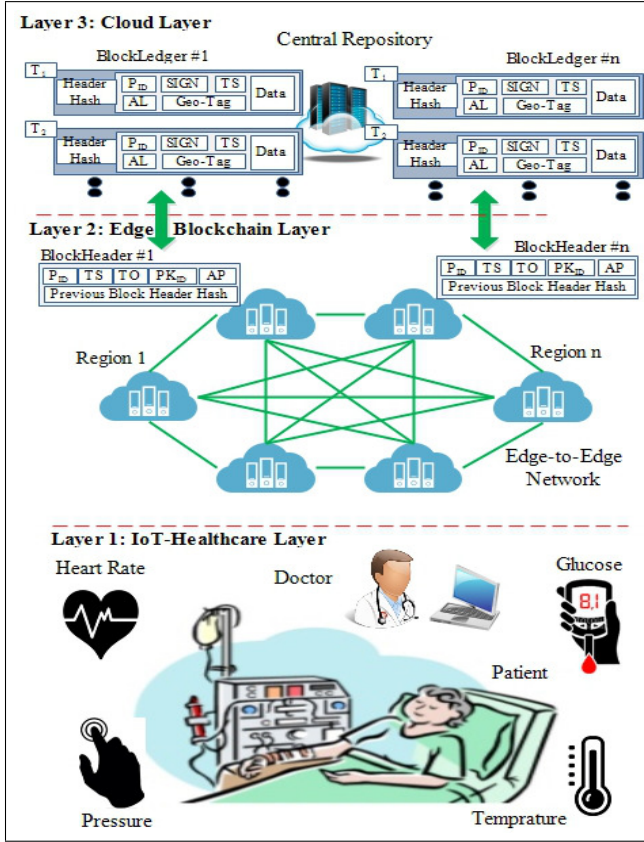 Layer 3: Cloud Layer
Central Repository
BlockLedger #1
T1
Header Hash
PID SIGN TS
AL Geo-Tag
Data
T2
Header Hash
PID SIGN TS
AL Geo-Tag
Data
BlockLedger #n
T1
Header Hash
PID SIGN TS
AL Geo-Tag
Data
T2
Header Hash
PID SIGN TS
AL Geo-Tag
Data
Layer 2: Edge Blockchain Layer
BlockHeader #1
PID TS TO PKID AP
Previous Block Header Hash
BlockHeader #n
PID TS TO PKID AP
Previous Block Header Hash
Region 1
Region n
Edge-to-Edge
Network
Layer 1: IoT-Healthcare Layer
Heart Rate
Doctor
Glucose
8,1
Patient
Pressure
Temprature